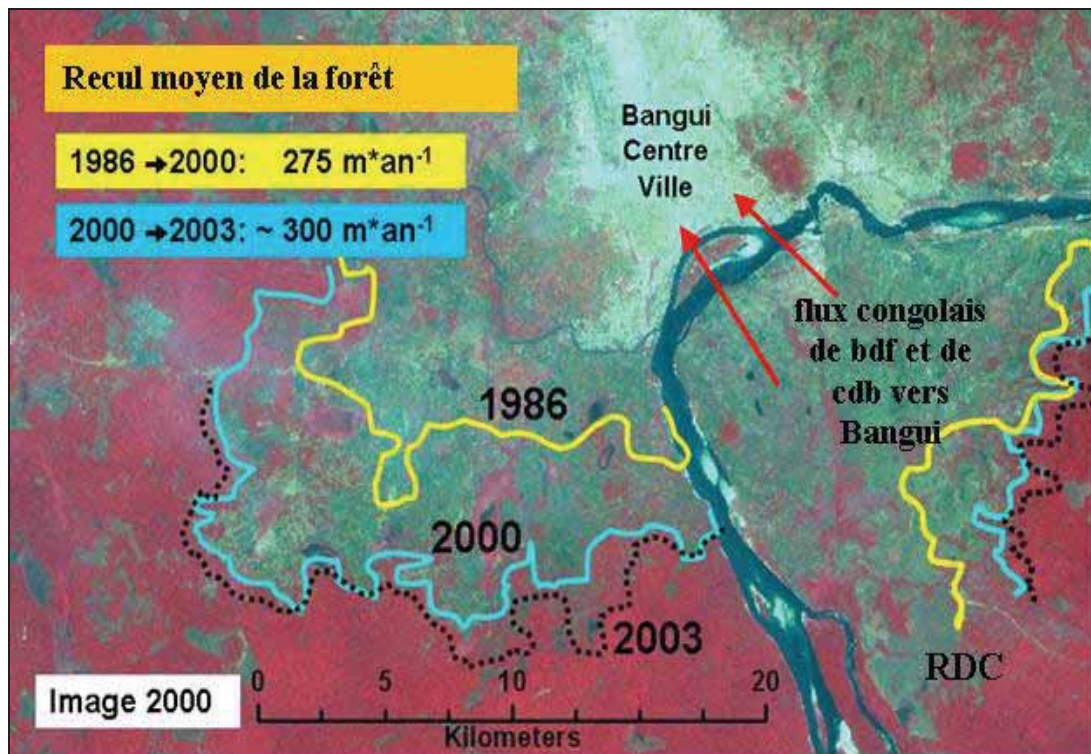 Recul moyen de la forêt
1986 → 2000: 275 m*an⁻¹
2000 → 2003: ~ 300 m*an⁻¹
Bangui
Centre
Ville
flux congolais
de bdf et de
cdb vers
Bangui
1986
2000
2003
RDC
Image 2000
0 5 10 20
Kilometers